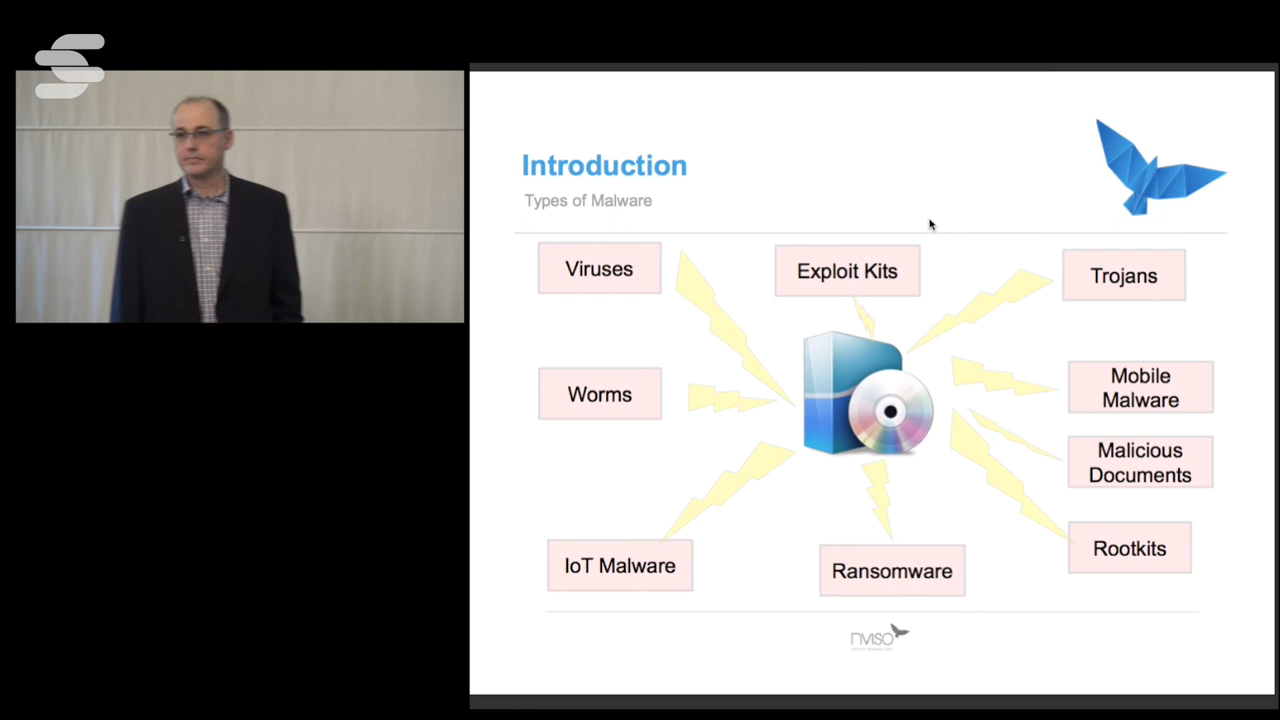 Introduction
Types of Malware
Viruses
Exploit Kits
Trojans
Worms
Mobile
Malware
Malicious
Documents
IoT Malware
Ransomware
Rootkits
NVISO